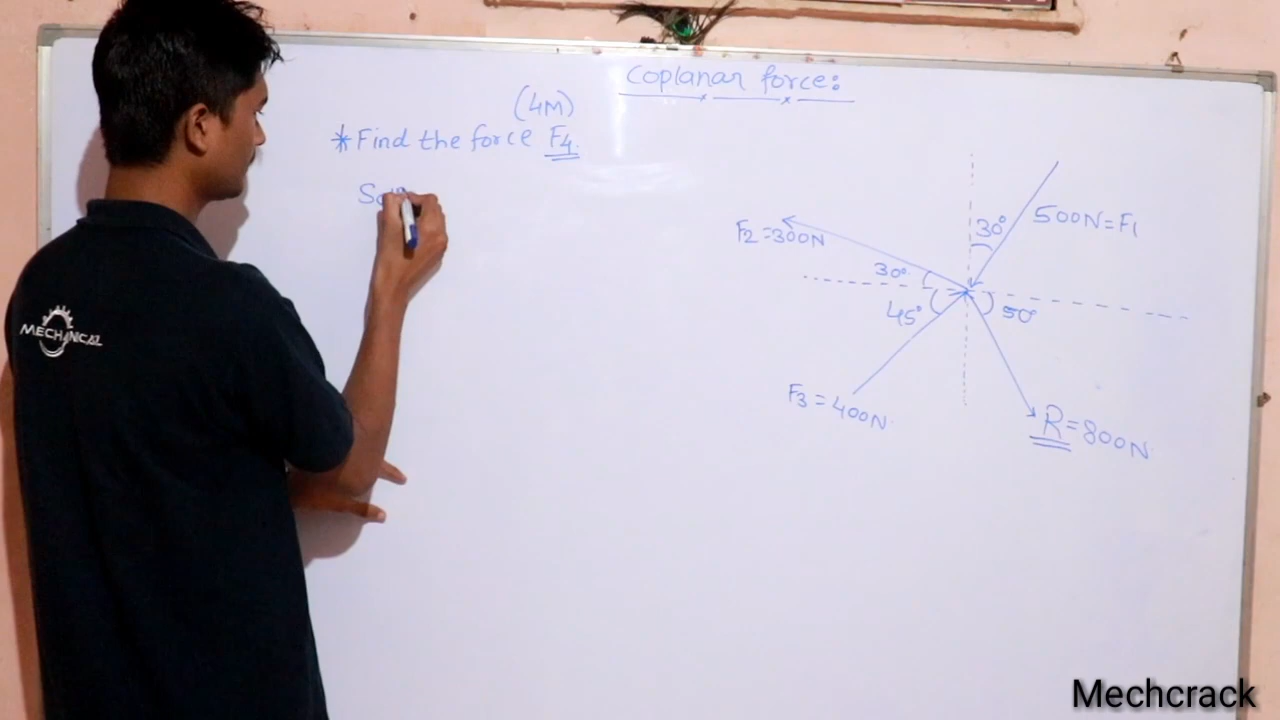 Coplanar force:
(4M)
*Find the force F4.
30°
500N=F1
F2=300N
30°
45°
50°
F3=400N
R=800N
MECHANICAL
Mechcrack